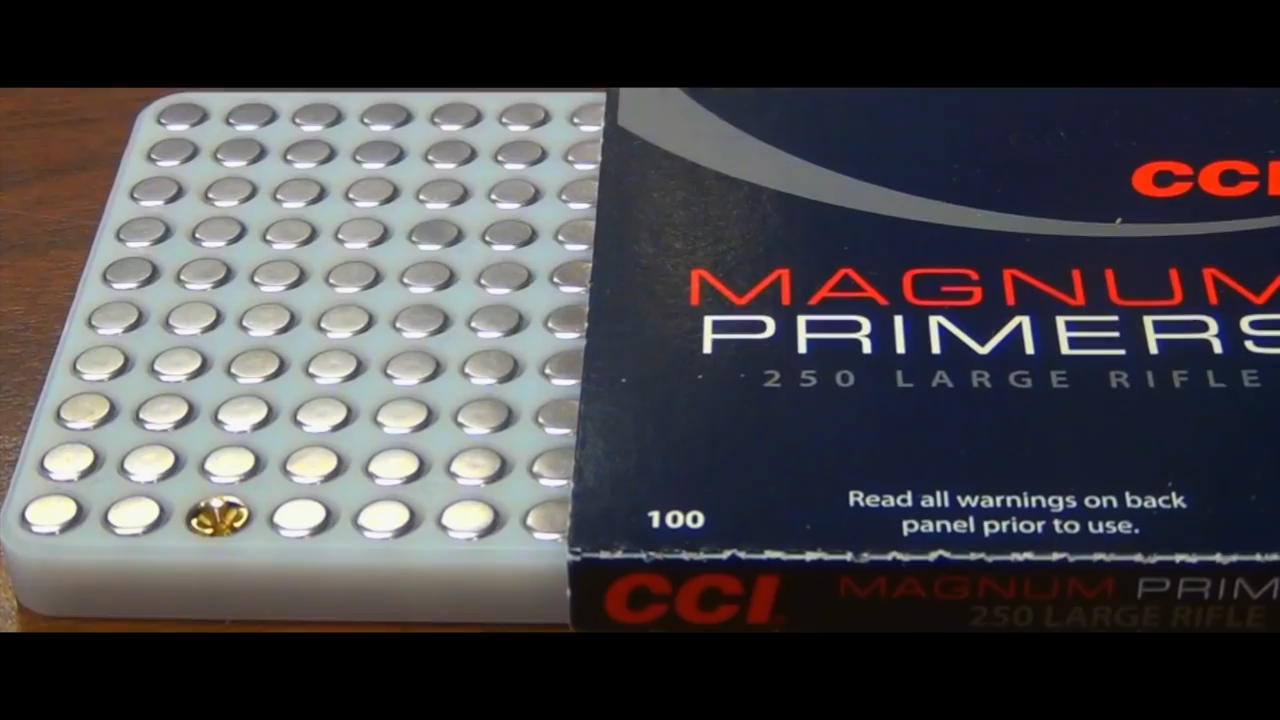 CCI
MAGNUM
PRIMERS
250 LARGE RIFLE
100
Read all warnings on back
panel prior to use.
CCI MAGNUM PRIM
250 LARGE RIFLE